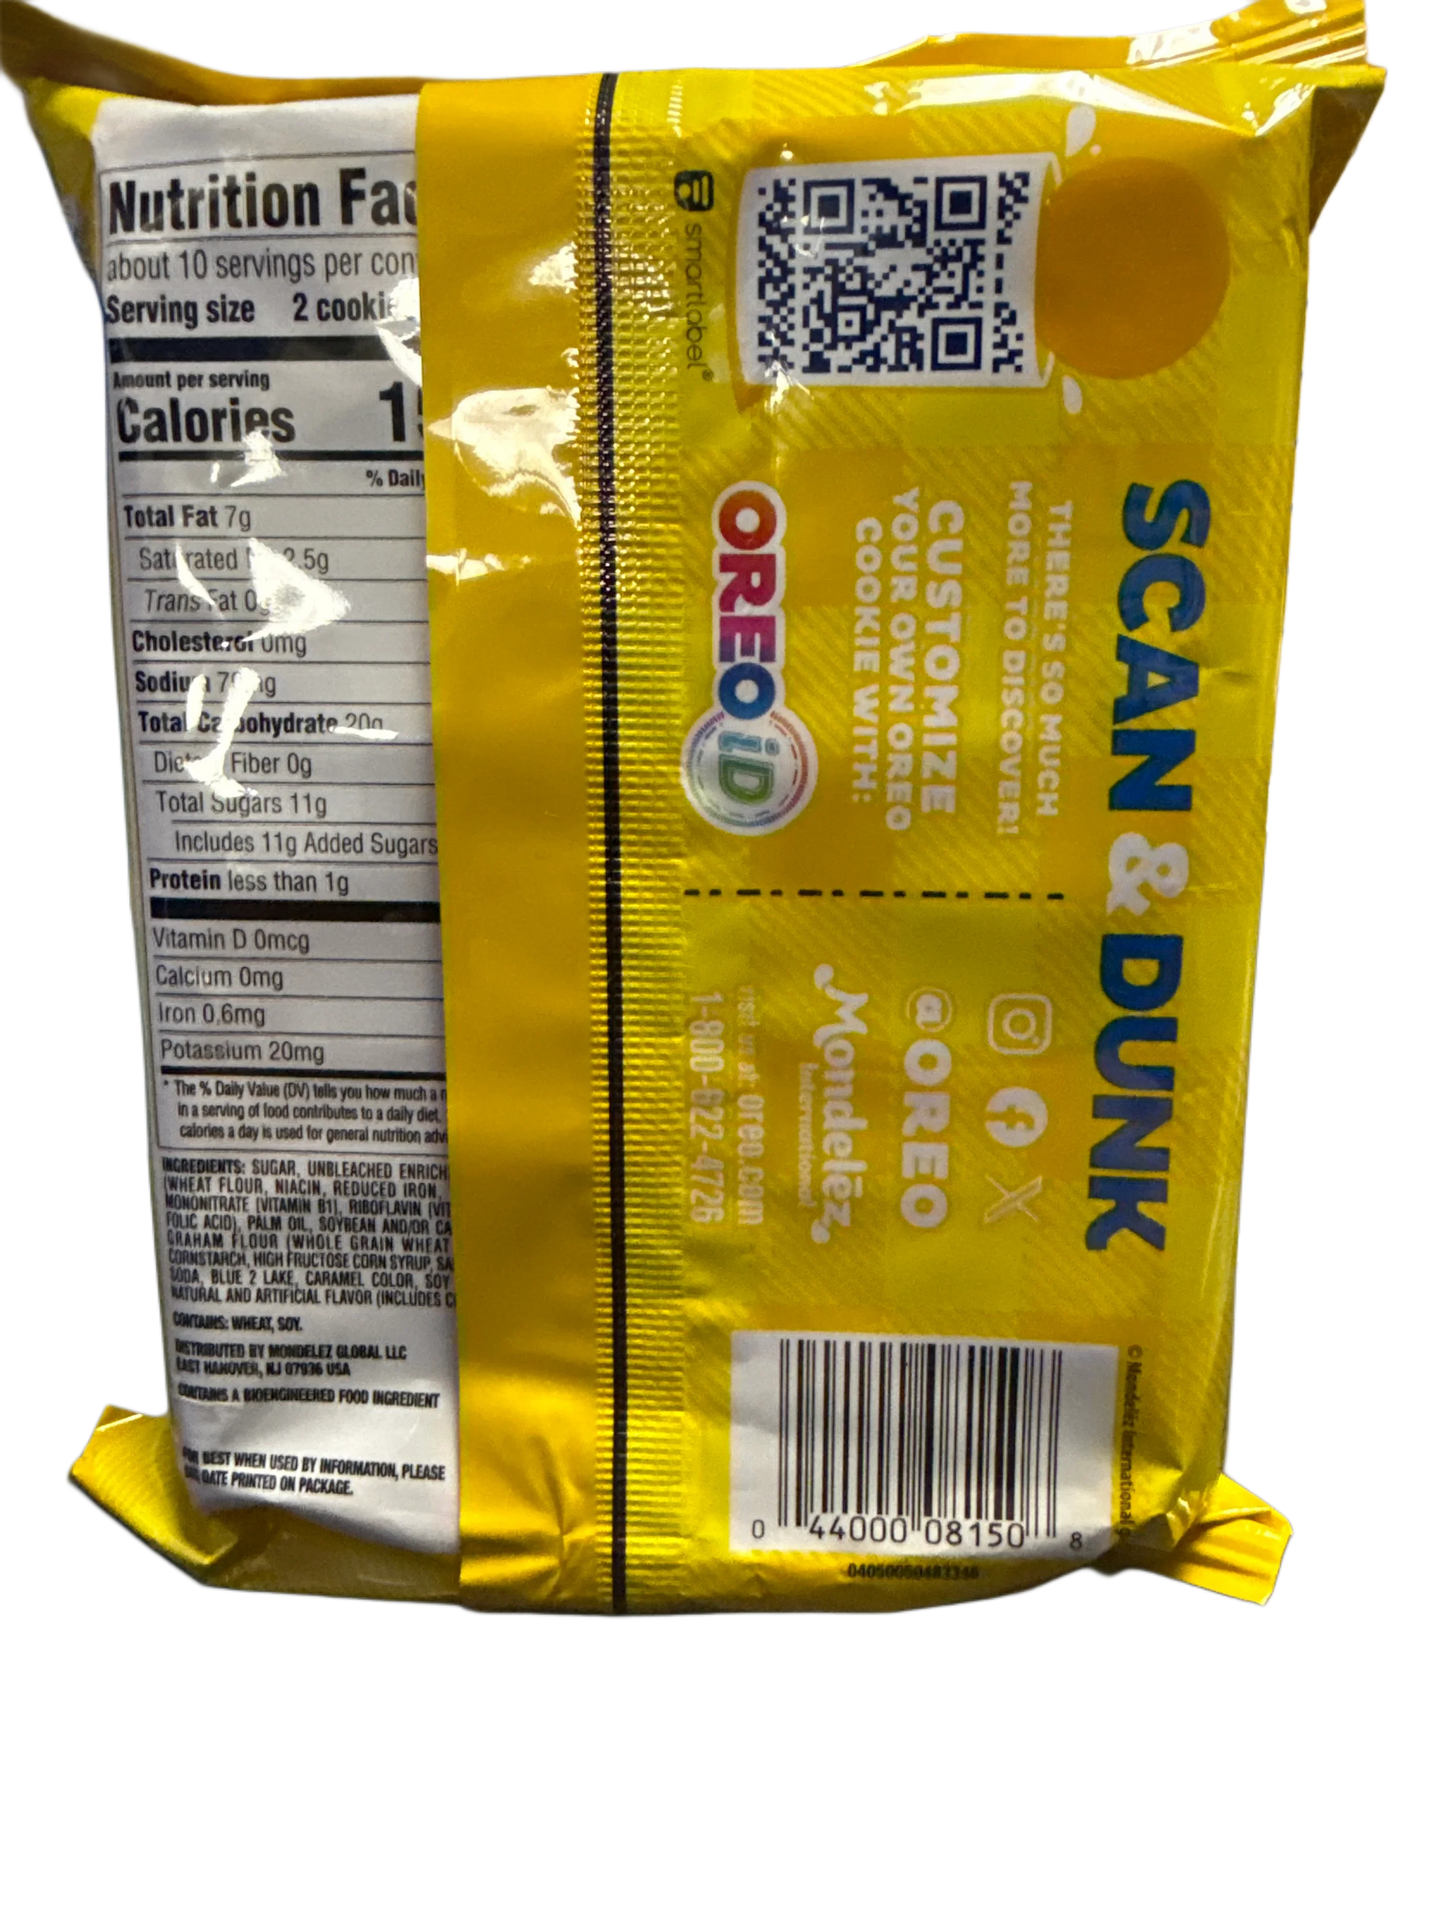 Nutrition Fac
about 10 servings per con
Serving size 2 cookie
Amount per serving
Calories 15
% Daily
Total Fat 7g
Saturated 2.5g
Trans Fat 0g
Cholesterol 0mg
Sodium mg
Total Carbohydrate 20g
Dietary Fiber 0g
Total Sugars 11g
Includes 11g Added Sugars
Protein less than 1g
Vitamin D 0mcg
Calcium 0mg
Iron 0.6mg
Potassium 20mg
* The % Daily Value (DV) tells you how much a n
in a serving of food contributes to a daily diet.
calories a day is used for general nutrition advi
INGREDIENTS: SUGAR, UNBLEACHED ENRICH
(WHEAT FLOUR, NIACIN, REDUCED IRON,
MONONITRATE [VITAMIN B1], RIBOFLAVIN [VIT
FOLIC ACID), PALM OIL, SOYBEAN AND/OR CA
GRAHAM FLOUR (WHOLE GRAIN WHEAT
CORNSTARCH, HIGH FRUCTOSE CORN SYRUP, SA
SODA, BLUE 2 LAKE, CARAMEL COLOR, SOY
NATURAL AND ARTIFICIAL FLAVOR (INCLUDES C
CONTAINS: WHEAT, SOY.
DISTRIBUTED BY MONDELEZ GLOBAL LLC
EAST HANOVER, NJ 07936 USA
CONTAINS A BIOENGINEERED FOOD INGREDIENT
FOR BEST WHEN USED BY INFORMATION, PLEASE
DATE PRINTED ON PACKAGE.
SCAN & DUNK
THERE'S SO MUCH
MORE TO DISCOVER!
CUSTOMIZE
YOUR OWN OREO
COOKIE WITH:
OREO iD
smartlabel®
@OREO
Mondelēz
International
visit us at: oreo.com
1-800-622-4726
© Mondelēz International
0 44000 08150 8
04050050483346